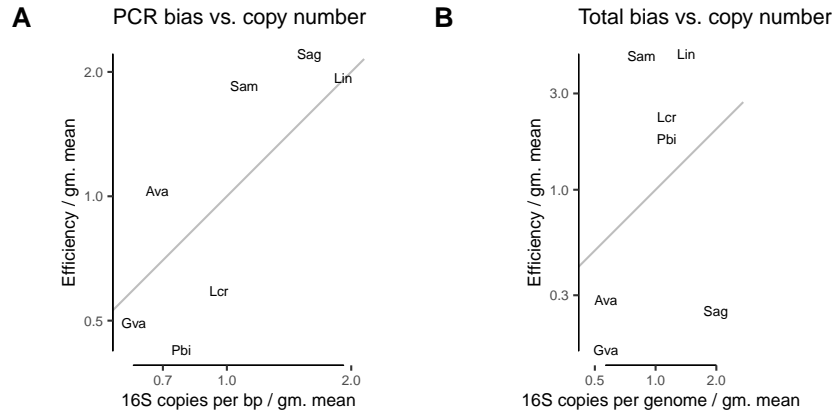 A
PCR bias vs. copy number
Efficiency / gm. mean
2.0
1.0
0.5
Sag
Lin
Sam
Ava
Lcr
Gva
Pbi
0.7
1.0
2.0
16S copies per bp / gm. mean
B
Total bias vs. copy number
Efficiency / gm. mean
3.0
1.0
0.3
Sam
Lin
Lcr
Pbi
Ava
Sag
Gva
0.5
1.0
2.0
16S copies per genome / gm. mean